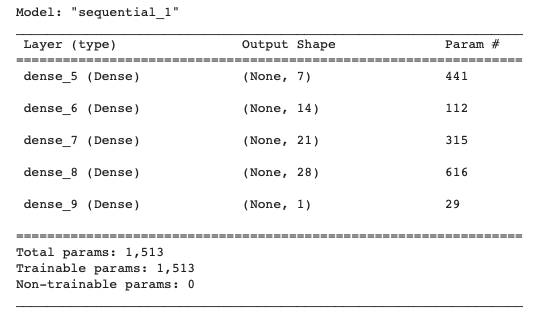 Model: "sequential_1"
Layer (type) Output Shape Param #
dense_5 (Dense) (None, 7) 441
dense_6 (Dense) (None, 14) 112
dense_7 (Dense) (None, 21) 315
dense_8 (Dense) (None, 28) 616
dense_9 (Dense) (None, 1) 29
Total params: 1,513
Trainable params: 1,513
Non-trainable params: 0